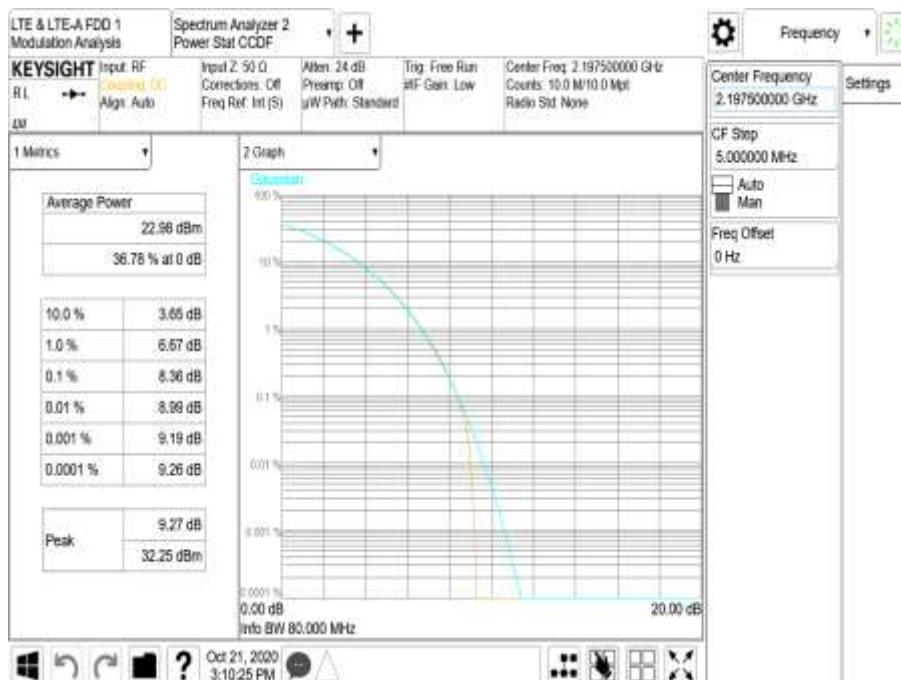 LTE & LTE-A FDD 1
Modulation Analysis
Spectrum Analyzer 2
Power Stat CCDF
+
Frequency
KEYSIGHT
RL
Input: RF
Coupling: DC
Align: Auto
Input Z: 50 Ω
Corrections: Off
Freq Ref: Int (S)
Atten: 24 dB
Preamp: Off
µW Path: Standard
Trig: Free Run
#IF Gain: Low
Center Freq: 2.197500000 GHz
Counts: 10.0 M/10.0 Mpt
Radio Std: None
Center Frequency
2.197500000 GHz
Settings
CF Step
5.000000 MHz
Auto
Man
Freq Offset
0 Hz
1 Metrics
Average Power
22.98 dBm
36.78 % at 0 dB
10.0 % 3.65 dB
1.0 % 6.67 dB
0.1 % 8.36 dB
0.01 % 8.99 dB
0.001 % 9.19 dB
0.0001 % 9.26 dB
Peak
9.27 dB
32.25 dBm
2 Graph
Gaussian
100 %
10 %
1 %
0.1 %
0.01 %
0.001 %
0.0001 %
0.00 dB
20.00 dB
Info BW 80.000 MHz
?
Oct 21, 2020
3:10:25 PM